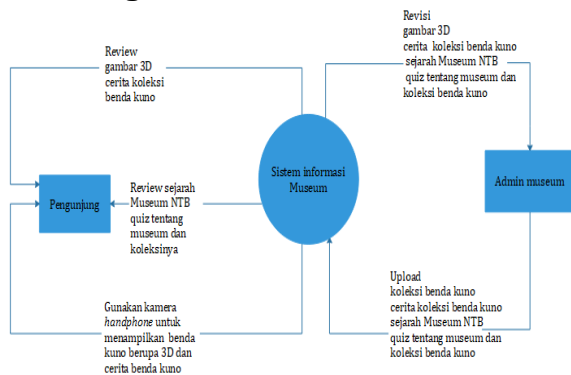 Review
gambar 3D
cerita koleksi
benda kuno
Revisi
gambar 3D
cerita koleksi benda kuno
sejarah Museum NTB
quiz tentang museum dan
koleksi benda kuno
Sistem informasi
Museum
Pengunjung
Review sejarah
Museum NTB
quiz tentang
museum dan
koleksinya
Admin museum
Gunakan kamera
handphone untuk
menampilkan benda
kuno berupa 3D dan
cerita benda kuno
Upload
koleksi benda kuno
cerita koleksi benda kuno
sejarah Museum NTB
quiz tentang museum dan
koleksi benda kuno